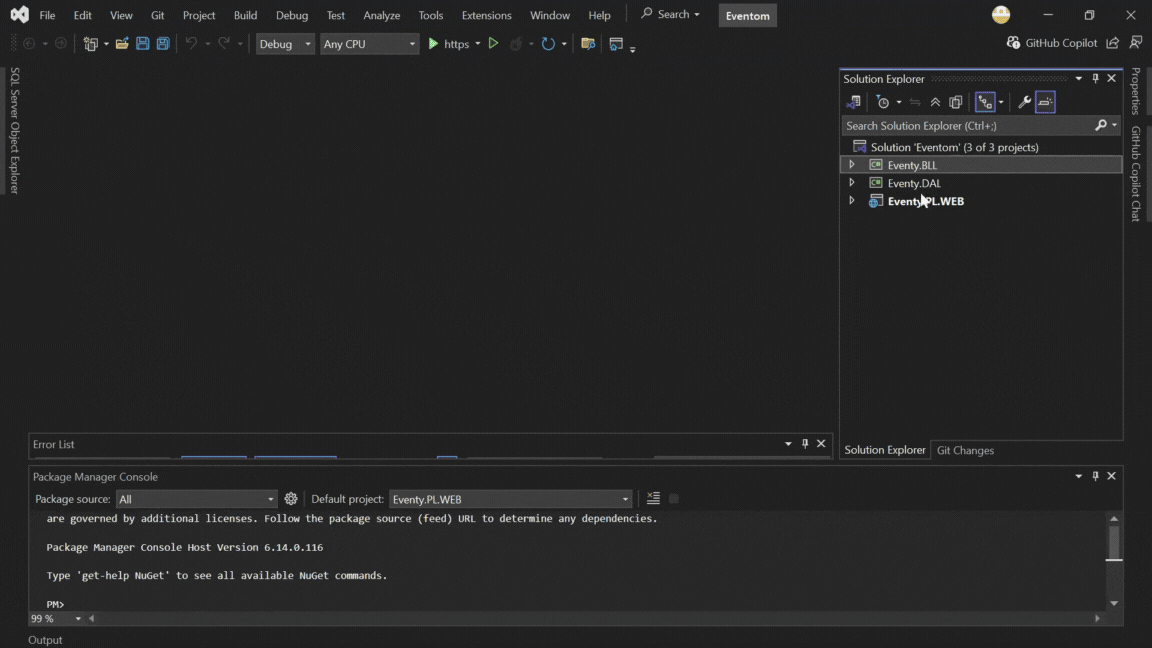 File Edit View Git Project Build Debug Test Analyze Tools Extensions Window Help Search Eventom
Debug Any CPU https GitHub Copilot
SQL Server Object Explorer
Solution Explorer
Search Solution Explorer (Ctrl+;)
Solution 'Eventom' (3 of 3 projects)
Eventy.BLL
Eventy.DAL
Eventy.PL.WEB
Solution Explorer Git Changes
Properties
GitHub Copilot Chat
Error List
Package Manager Console
Package source: All Default project: Eventy.PL.WEB
are governed by additional licenses. Follow the package source (feed) URL to determine any dependencies.
Package Manager Console Host Version 6.14.0.116
Type 'get-help NuGet' to see all available NuGet commands.
PM>
99 %
Output